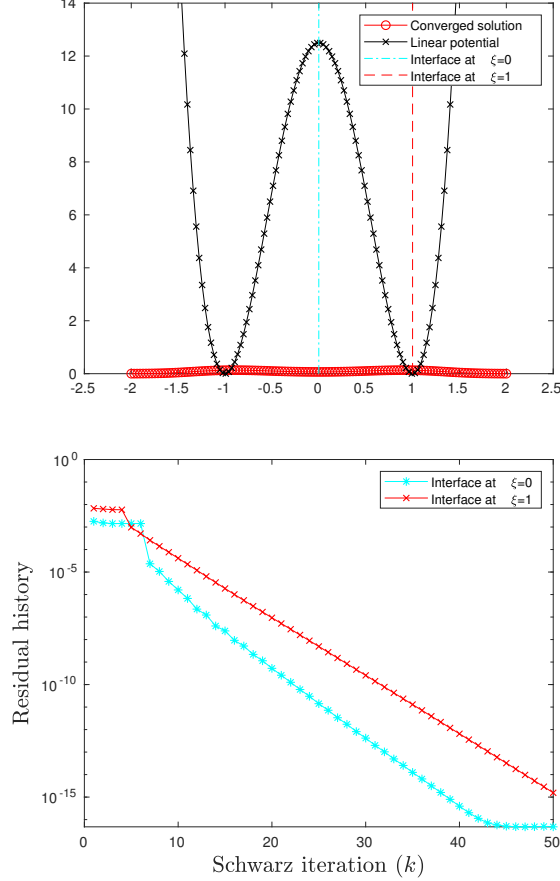 14
12
10
8
6
4
2
0
Converged solution
Linear potential
Interface at ξ=0
Interface at ξ=1
-2.5 -2 -1.5 -1 -0.5 0 0.5 1 1.5 2 2.5
10^0
10^-5
10^-10
10^-15
Interface at ξ=0
Interface at ξ=1
Residual history
0 10 20 30 40 50
Schwarz iteration (k)